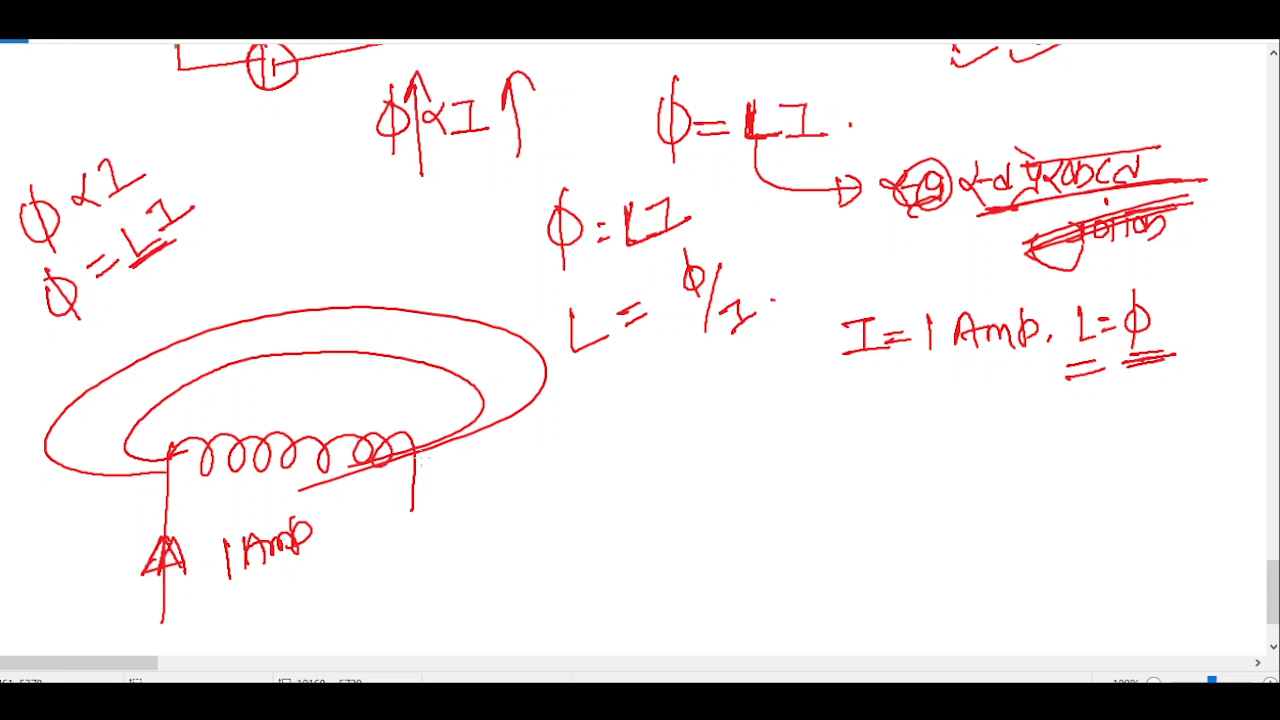 Φ ∝ I
Φ = LI
Φ ∝ I
Φ = LI
Φ = LI
L = Φ/I
I = 1 Amp. L = Φ
1 Amp